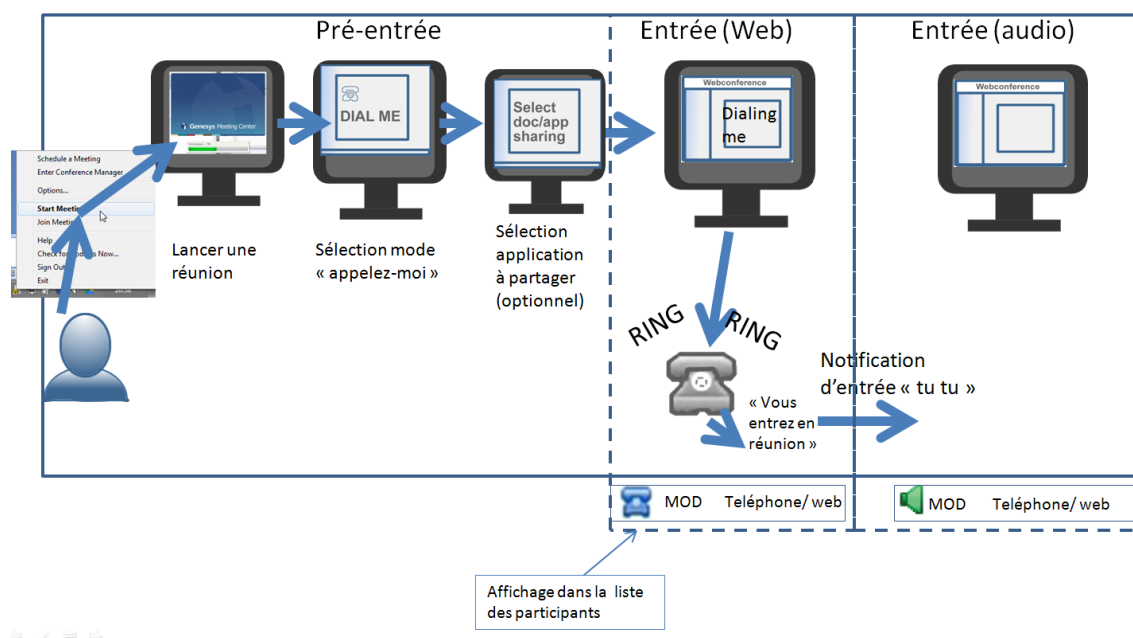 Pré-entrée
Entrée (Web)
Entrée (audio)
Genesys Meeting Center
DIAL ME
Select
doc/app
sharing
Webconference
Dialing
me
Webconference
Schedule a Meeting
Enter Conference Manager
Options...
Start Meeting
Join Meeting
Help
Sign Out
Exit
Lancer une
réunion
Sélection mode
« appelez-moi »
Sélection
application
à partager
(optionnel)
RING
RING
Notification
d'entrée « tu tu »
« Vous
entrez en
réunion »
MOD Teléphone/ web
MOD Teléphone/ web
Affichage dans la liste
des participants